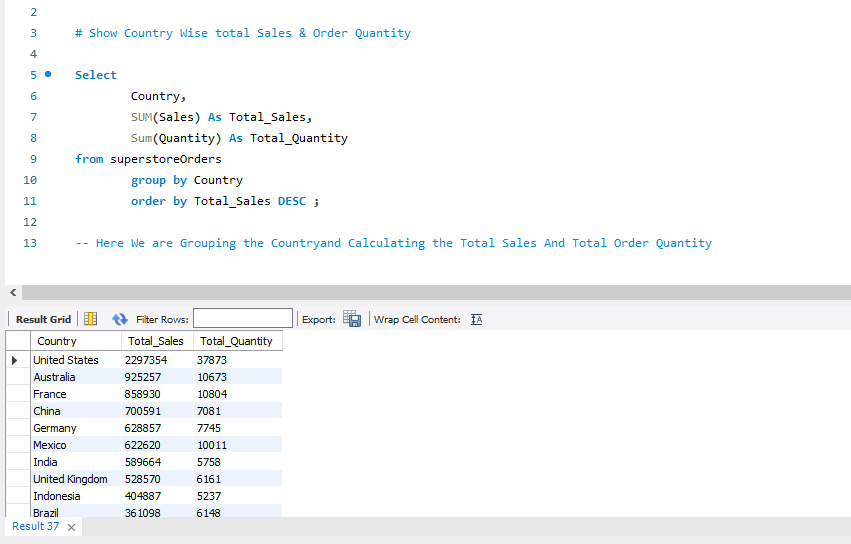 2
3 # Show Country Wise total Sales & Order Quantity
4
5 Select
6 Country,
7 SUM(Sales) As Total_Sales,
8 Sum(Quantity) As Total_Quantity
9 from superstoreOrders
10 group by Country
11 order by Total_Sales DESC ;
12
13 -- Here We are Grouping the Countryand Calculating the Total Sales And Total Order Quantity
Result Grid Filter Rows: Export: Wrap Cell Content: IA
Country Total_Sales Total_Quantity
United States 2297354 37873
Australia 925257 10673
France 858930 10804
China 700591 7081
Germany 628857 7745
Mexico 622620 10011
India 589664 5758
United Kingdom 528570 6161
Indonesia 404887 5237
Brazil 361098 6148
Result 37